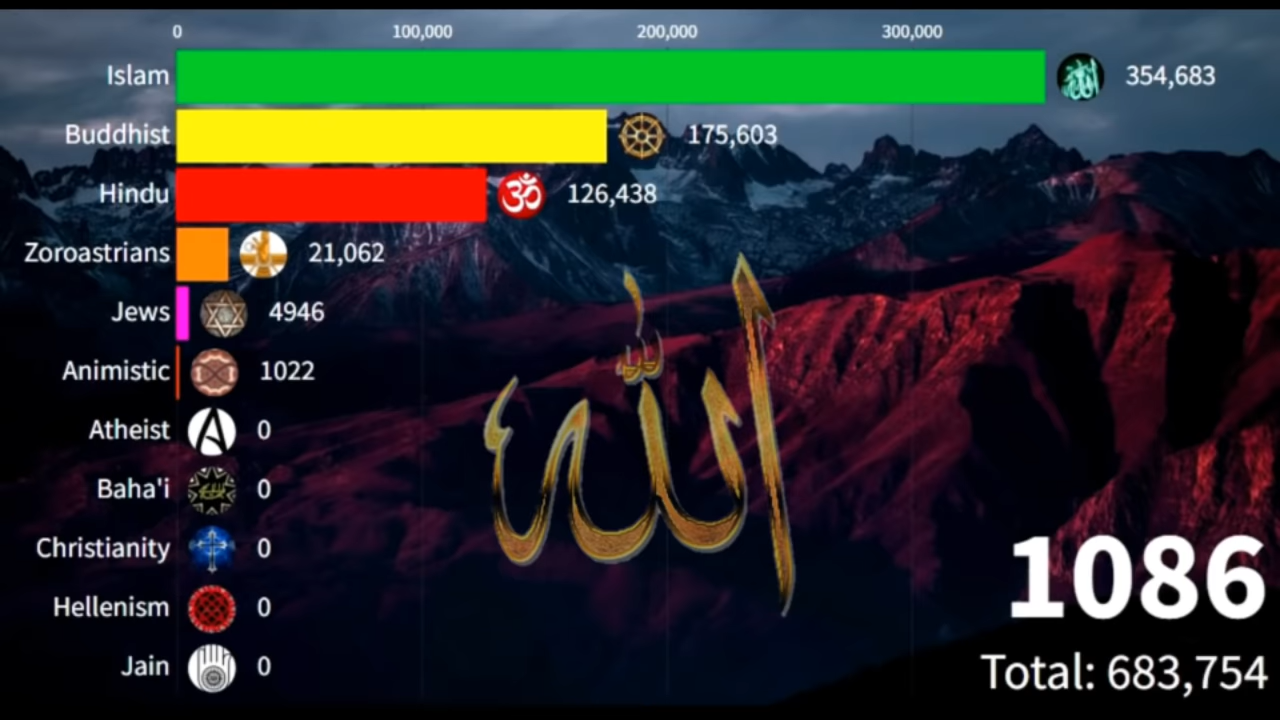 0 100,000 200,000 300,000
Islam 354,683
Buddhist 175,603
Hindu 126,438
Zoroastrians 21,062
Jews 4946
Animistic 1022
Atheist 0
Baha'i 0
Christianity 0
Hellenism 0
Jain 0
الله
1086
Total: 683,754